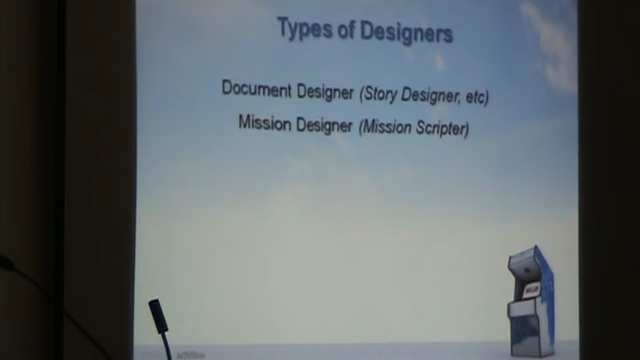 Types of Designers
Document Designer (Story Designer, etc)
Mission Designer (Mission Scripter)